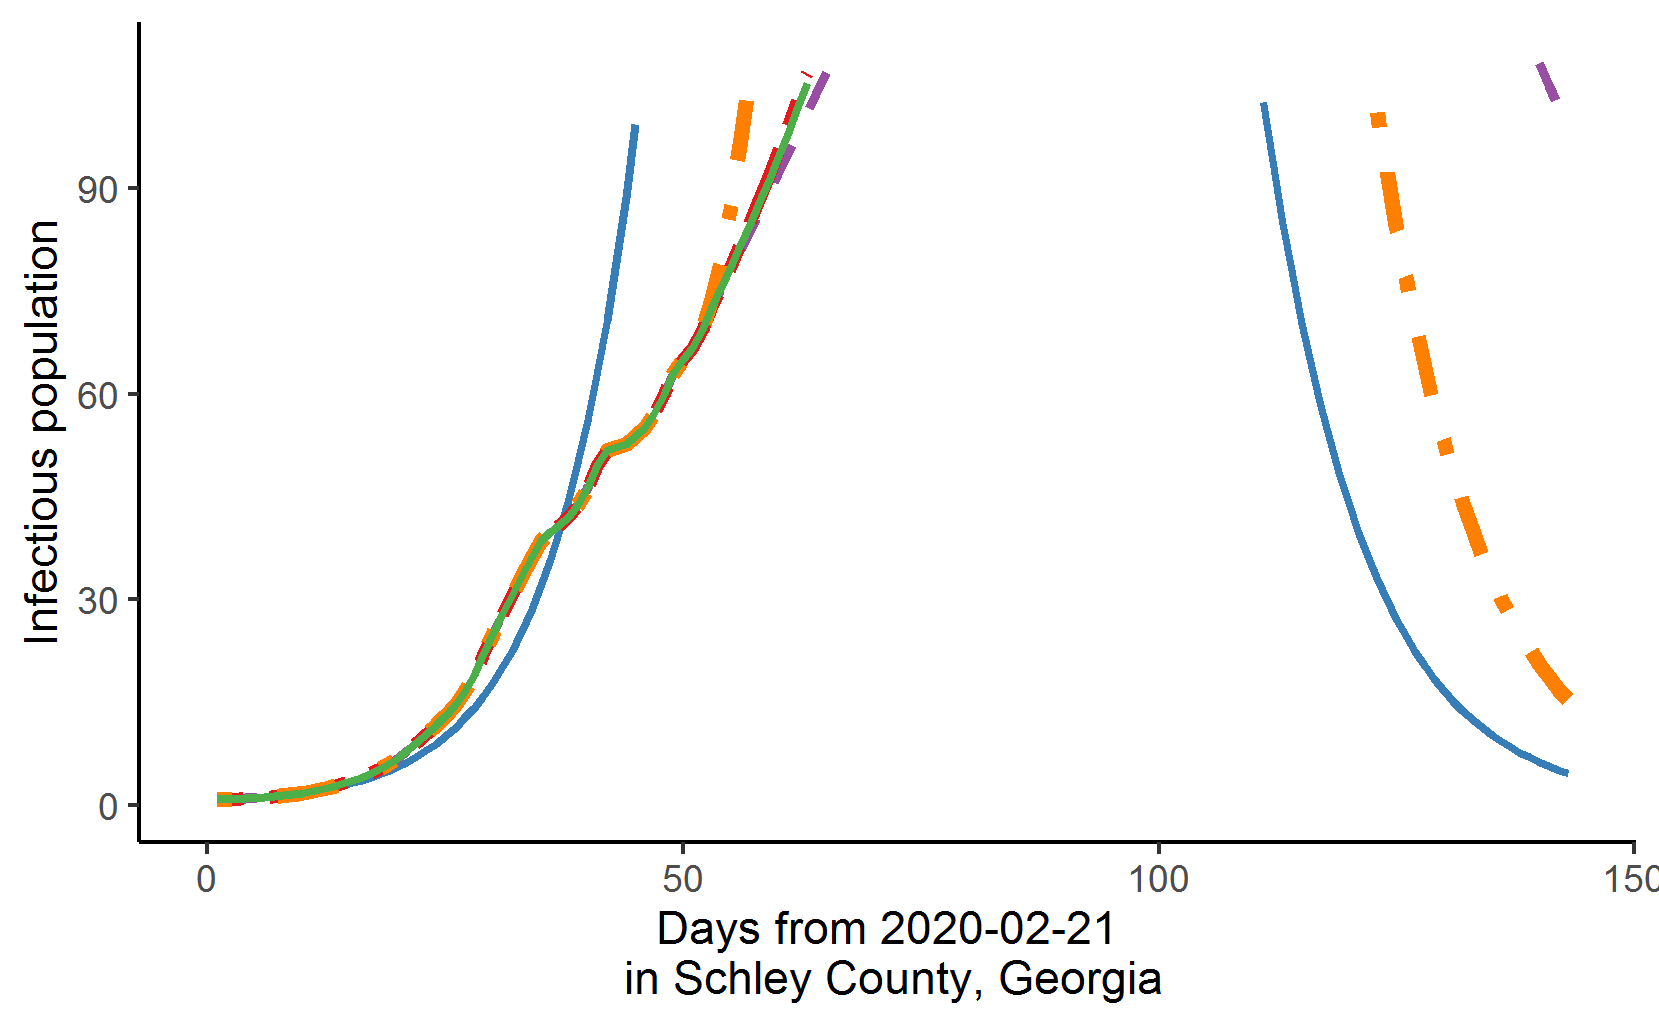 Infectious population
90
60
30
0
0 50 100 150
Days from 2020-02-21
in Schley County, Georgia